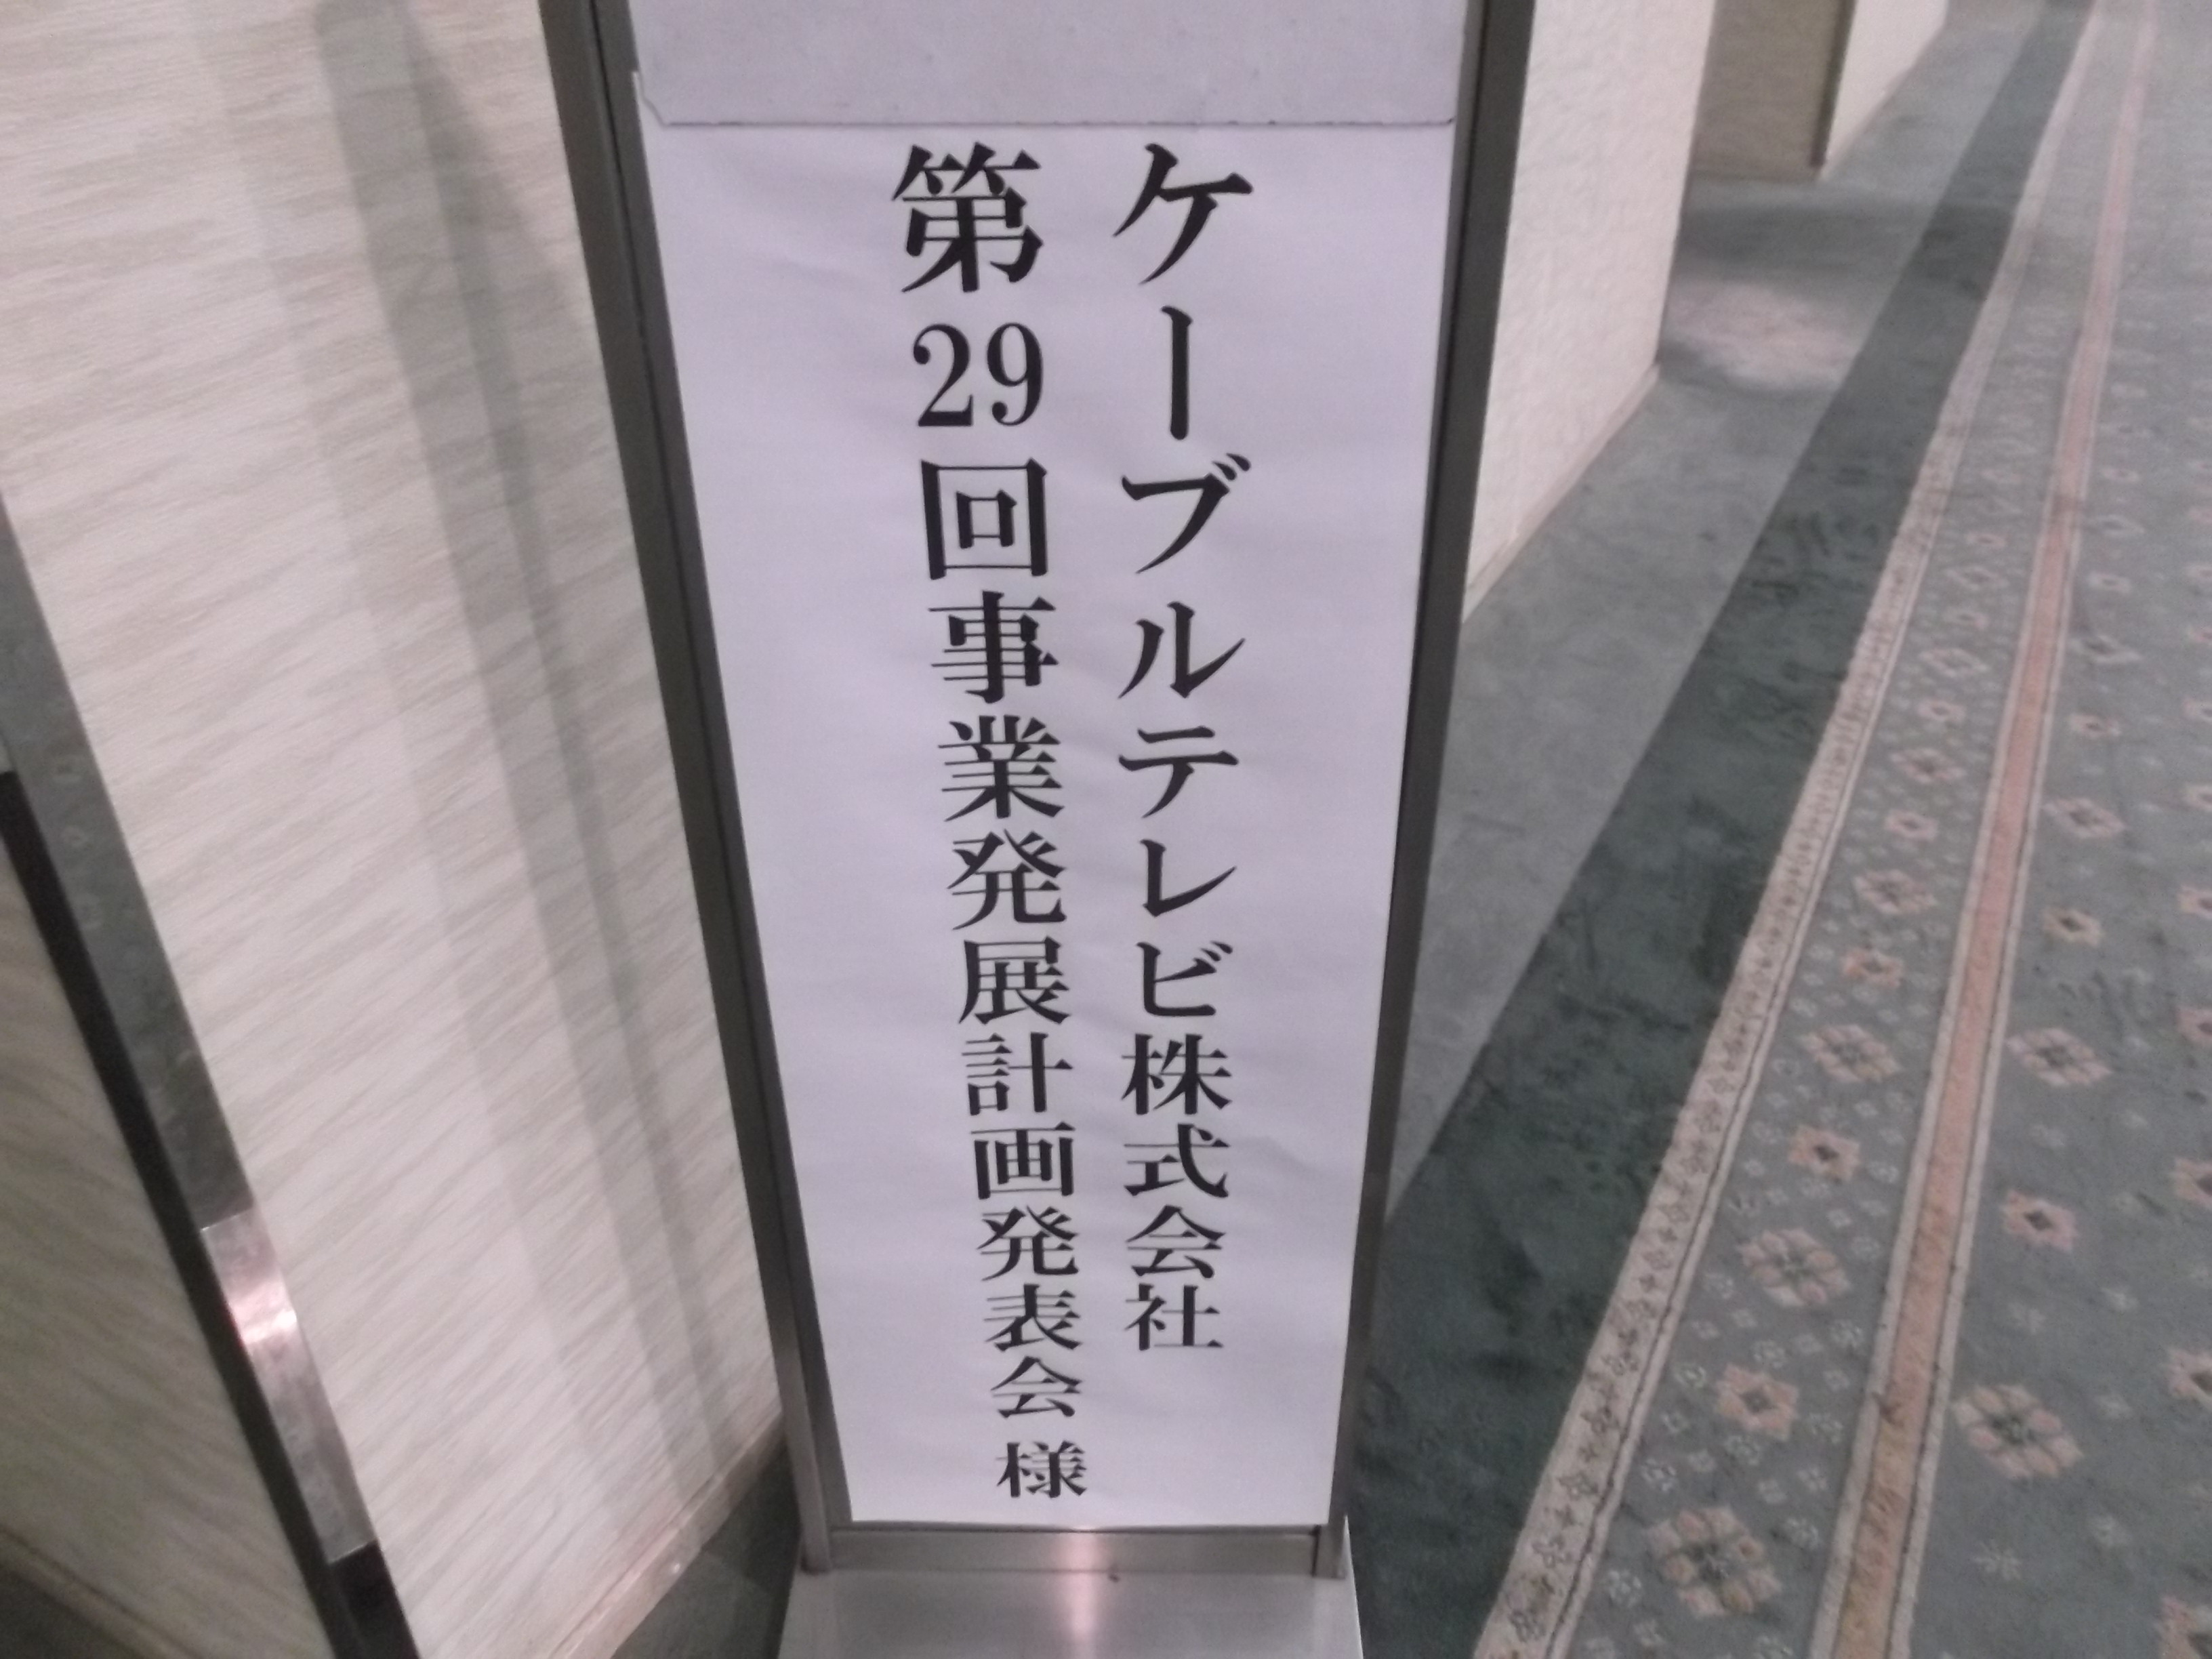 ケーブルテレビ株式会社
第29回事業発展計画発表会 様